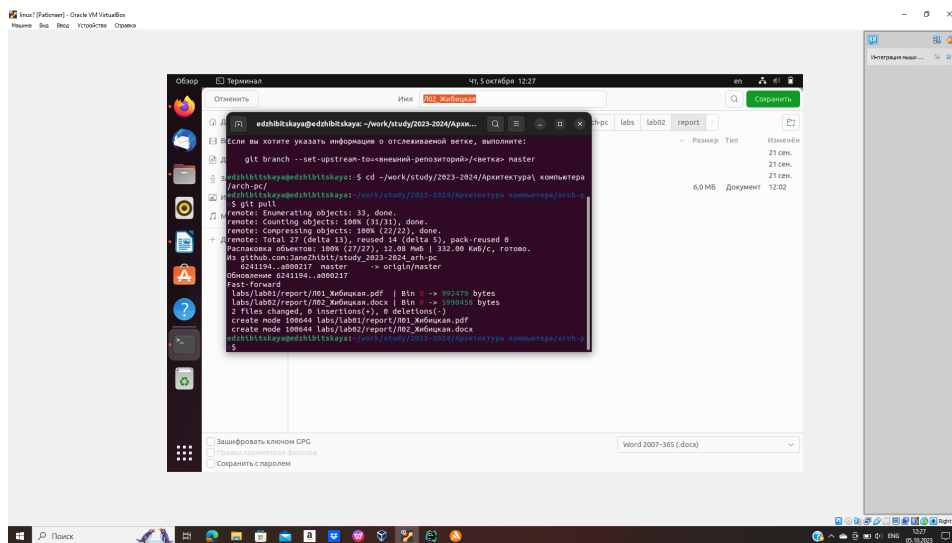 linux? [Работает] - Oracle VM VirtualBox
Машина Вид Ввод Устройства Справка
Интеграция мыши ...
Обзор Терминал Чт, 5 октября 12:27 en
Отменить Имя Л02_Жибицкая Сохранить
edzhibitskaya@edzhibitskaya: ~/work/study/2023-2024/Архи...
ch-pc labs lab02 report
Размер Тип Изменён
21 сен.
21 сен.
21 сен.
6,0 МБ Документ 12:02
Если вы хотите указать информацию о отслеживаемой ветке, выполните:
git branch --set-upstream-to=<внешний-репозиторий>/<ветка> master
edzhibitskaya@edzhibitskaya:~$ cd ~/work/study/2023-2024/Архитектура\ компьютера
/arch-pc/
edzhibitskaya@edzhibitskaya:~/work/study/2023-2024/Архитектура компьютера/arch-p
$ git pull
remote: Enumerating objects: 33, done.
remote: Counting objects: 100% (31/31), done.
remote: Compressing objects: 100% (22/22), done.
remote: Total 27 (delta 13), reused 14 (delta 5), pack-reused 0
Распаковка объектов: 100% (27/27), 12.08 МиБ | 332.00 КиБ/с, готово.
Из github.com:JaneZhibit/study_2023-2024_arh-pc
6241194..a000217 master -> origin/master
Обновление 6241194..a000217
Fast-forward
labs/lab01/report/Л01_Жибицкая.pdf | Bin 0 -> 992479 bytes
labs/lab02/report/Л02_Жибицкая.docx | Bin 0 -> 5990458 bytes
2 files changed, 0 insertions(+), 0 deletions(-)
create mode 100644 labs/lab01/report/Л01_Жибицкая.pdf
create mode 100644 labs/lab02/report/Л02_Жибицкая.docx
edzhibitskaya@edzhibitskaya:~/work/study/2023-2024/Архитектура компьютера/arch-p
$
Зашифровать ключом GPG
Правка параметров фильтра
Сохранить с паролем
Word 2007–365 (.docx)
Right
Поиск
ENG
12:27
05.10.2023